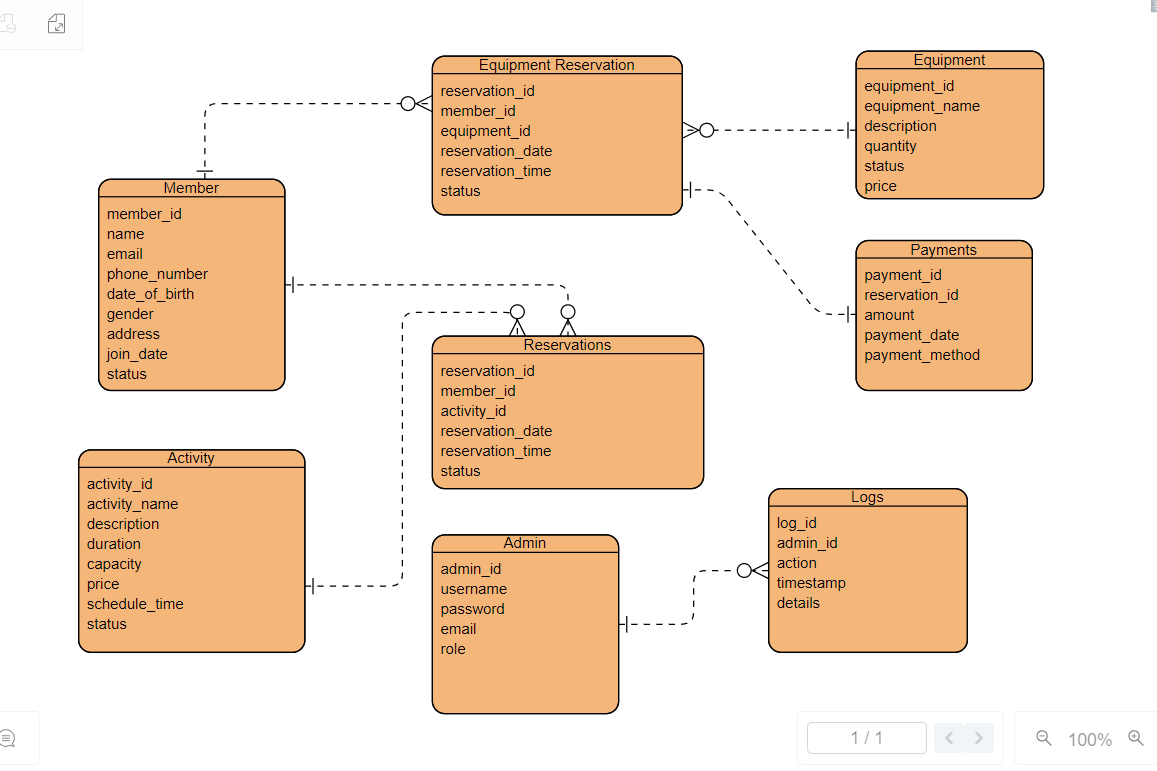 Equipment Reservation
reservation_id
member_id
equipment_id
reservation_date
reservation_time
status
Equipment
equipment_id
equipment_name
description
quantity
status
price
Member
member_id
name
email
phone_number
date_of_birth
gender
address
join_date
status
Payments
payment_id
reservation_id
amount
payment_date
payment_method
Reservations
reservation_id
member_id
activity_id
reservation_date
reservation_time
status
Activity
activity_id
activity_name
description
duration
capacity
price
schedule_time
status
Admin
admin_id
username
password
email
role
Logs
log_id
admin_id
action
timestamp
details
1 / 1
100%